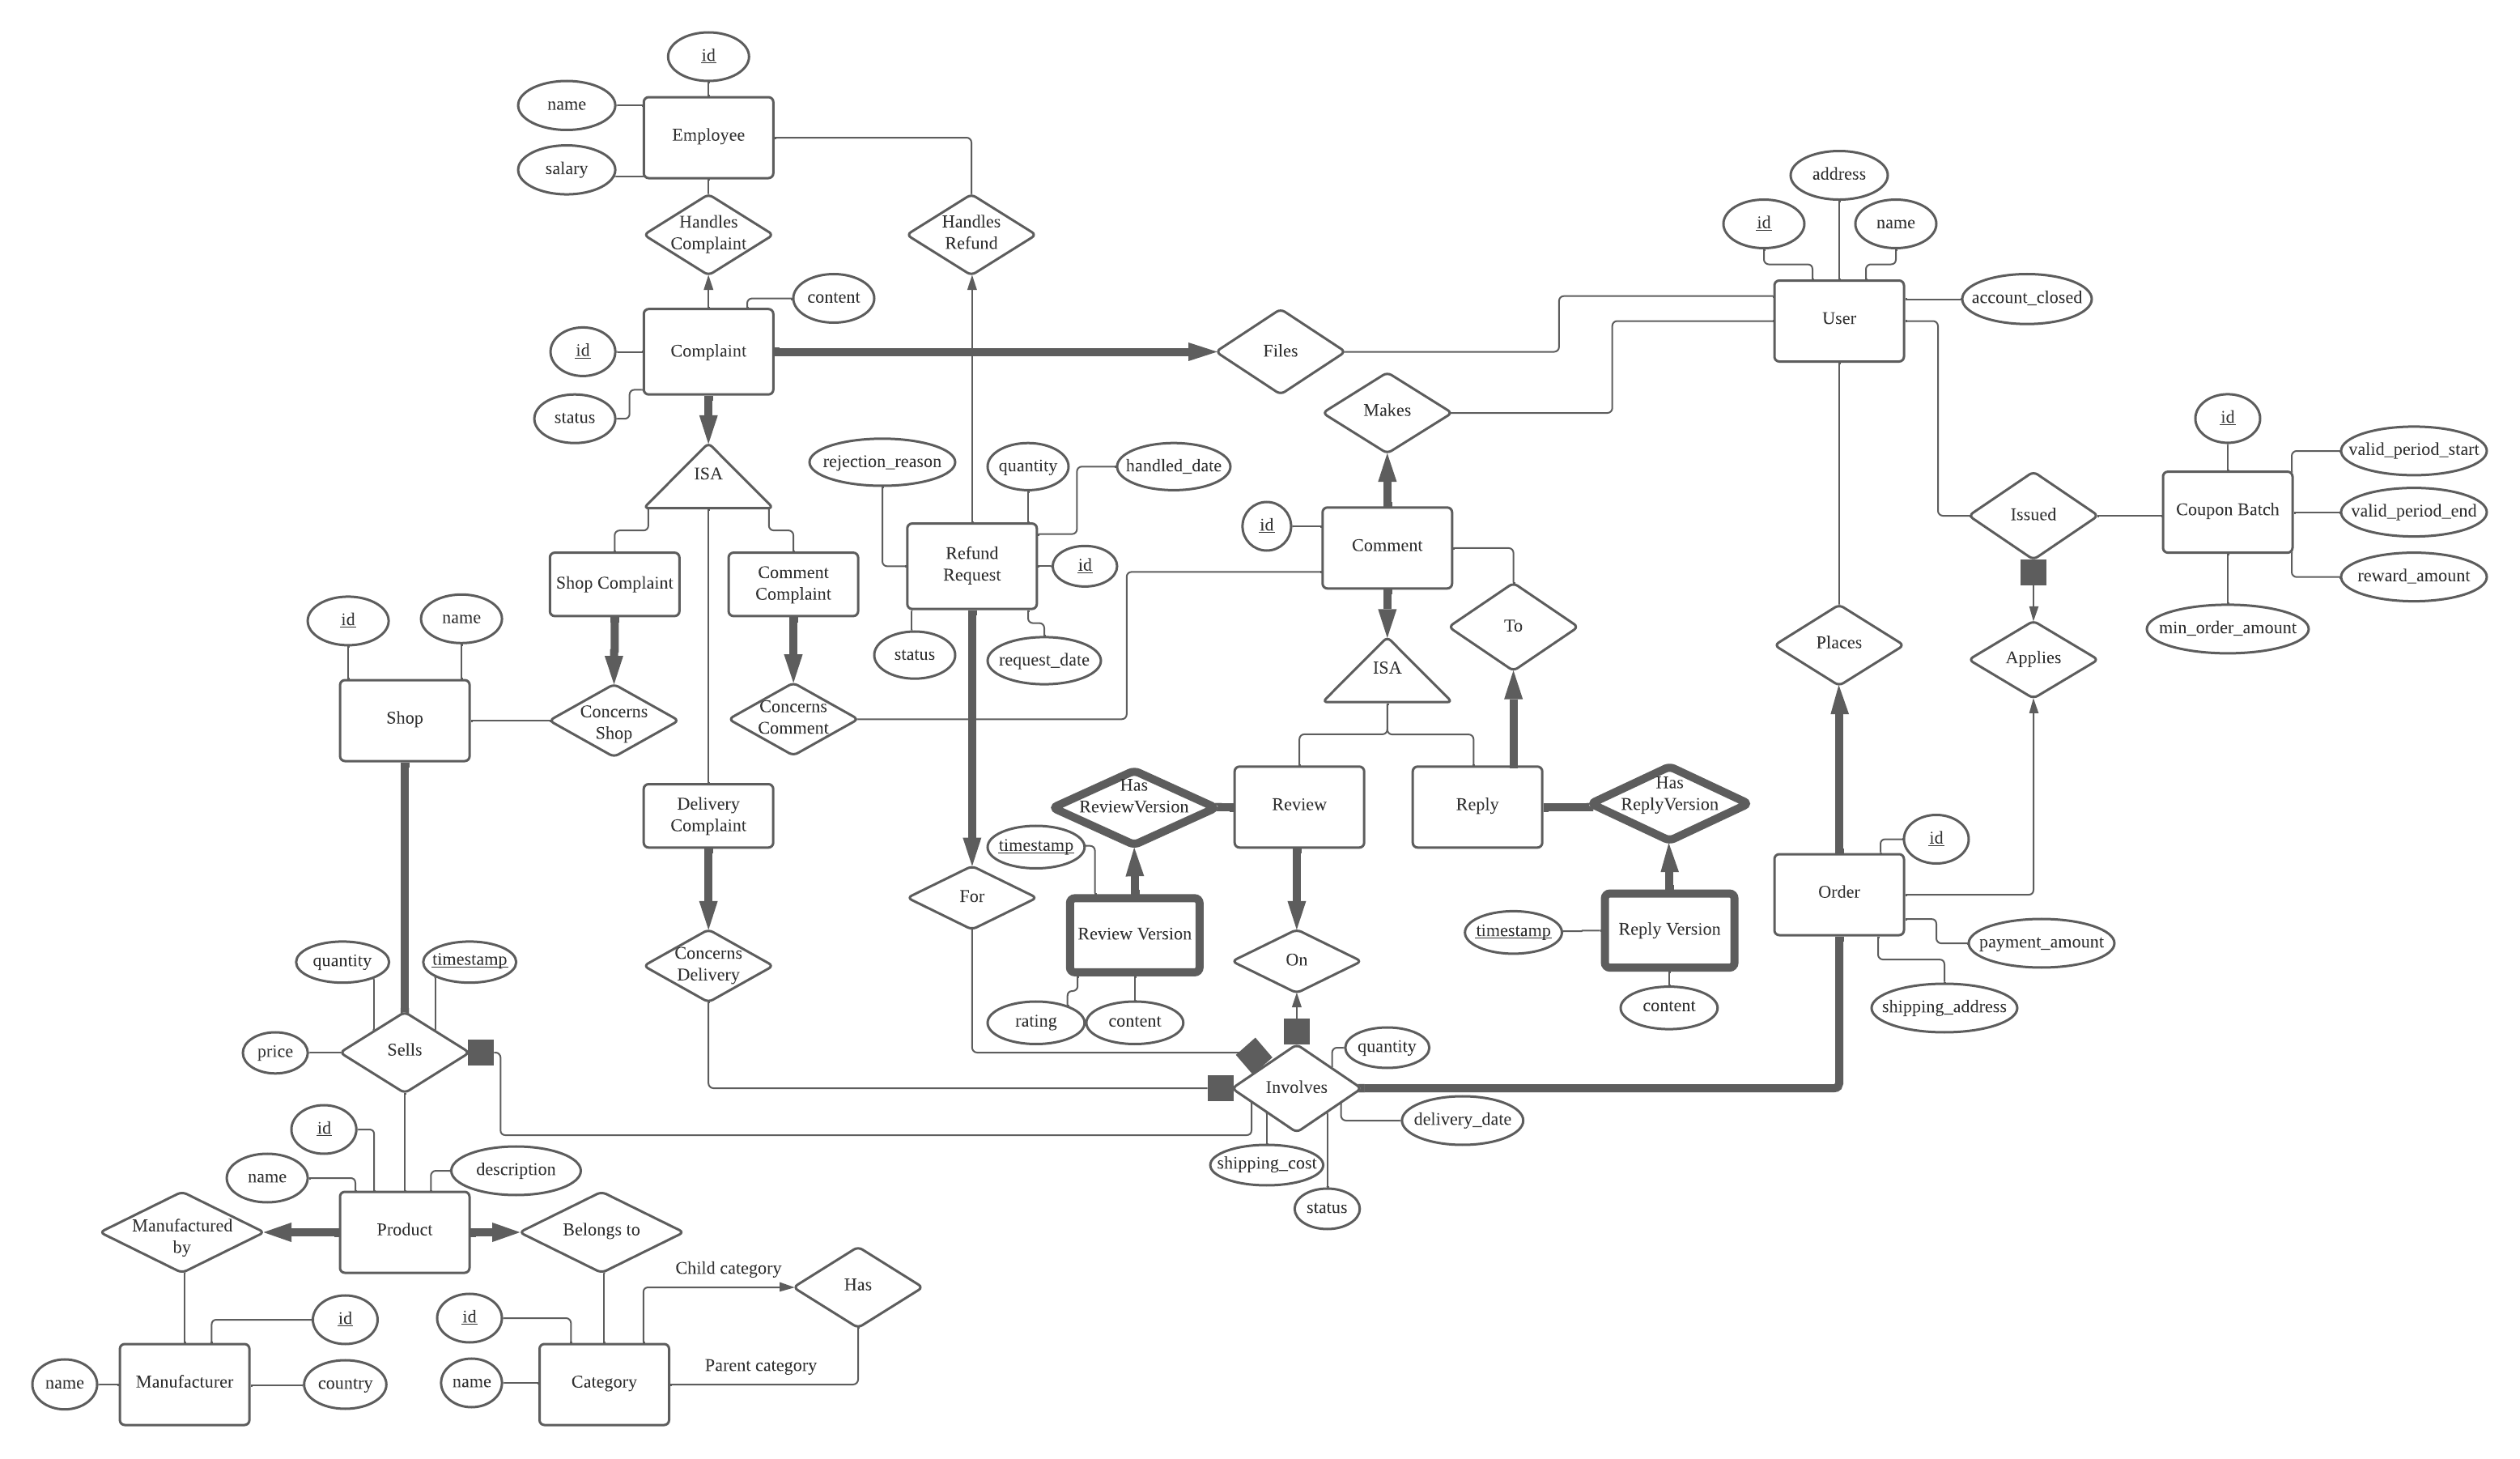 id
name
Employee
salary
Handles
Complaint
Handles
Refund
address
id
name
User
account_closed
content
id
Complaint
status
Files
Makes
ISA
rejection_reason
quantity
handled_date
id
Comment
Refund
Request
id
status
request_date
To
ISA
Shop Complaint
Comment
Complaint
id
name
Shop
Concerns
Shop
Concerns
Comment
id
valid_period_start
Issued
Coupon Batch
valid_period_end
reward_amount
min_order_amount
Places
Applies
Delivery
Complaint
Has
ReviewVersion
Review
Reply
Has
ReplyVersion
timestamp
id
For
Order
Review Version
timestamp
Reply Version
Concerns
Delivery
On
payment_amount
rating
content
content
shipping_address
quantity
timestamp
price
Sells
quantity
Involves
delivery_date
shipping_cost
status
id
name
description
Manufactured
by
Product
Belongs to
Child category
Has
Parent category
id
name
Manufacturer
country
id
name
Category